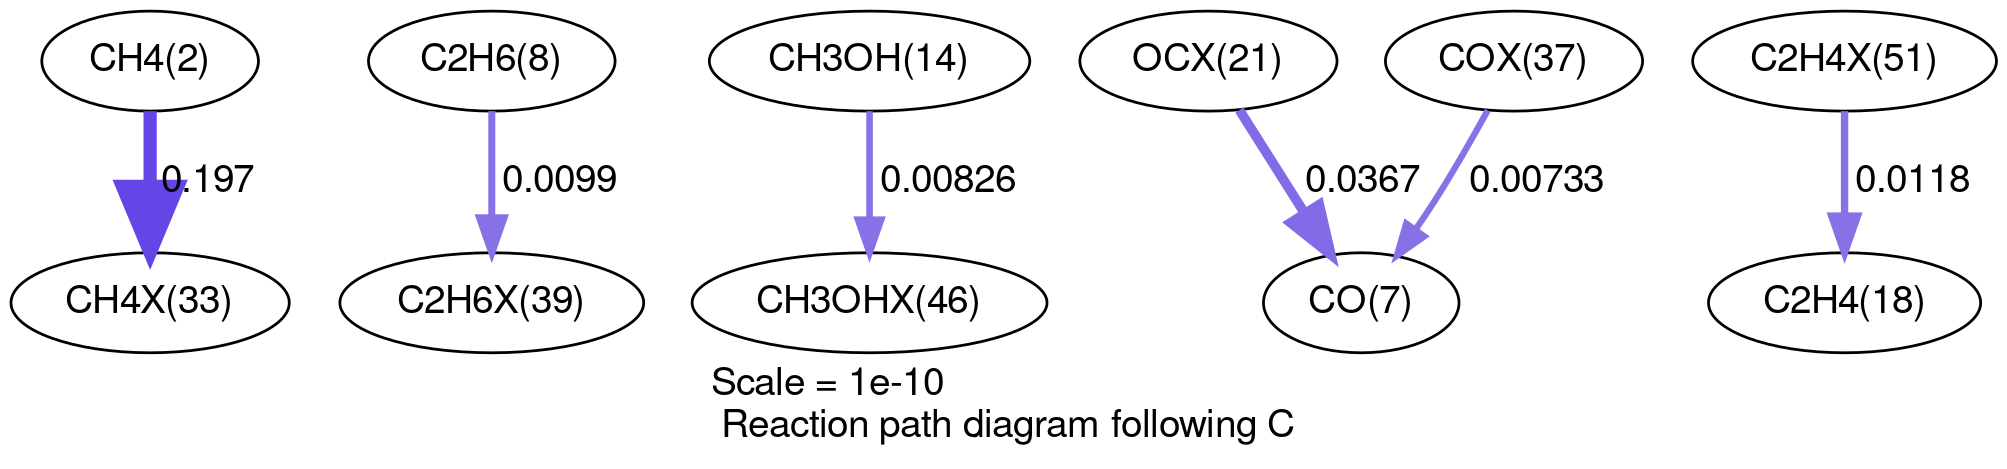 CH4(2)
C2H6(8)
CH3OH(14)
OCX(21)
COX(37)
C2H4X(51)
0.197
0.0099
0.00826
0.0367
0.00733
0.0118
CH4X(33)
C2H6X(39)
CH3OHX(46)
CO(7)
C2H4(18)
Scale = 1e-10
Reaction path diagram following C